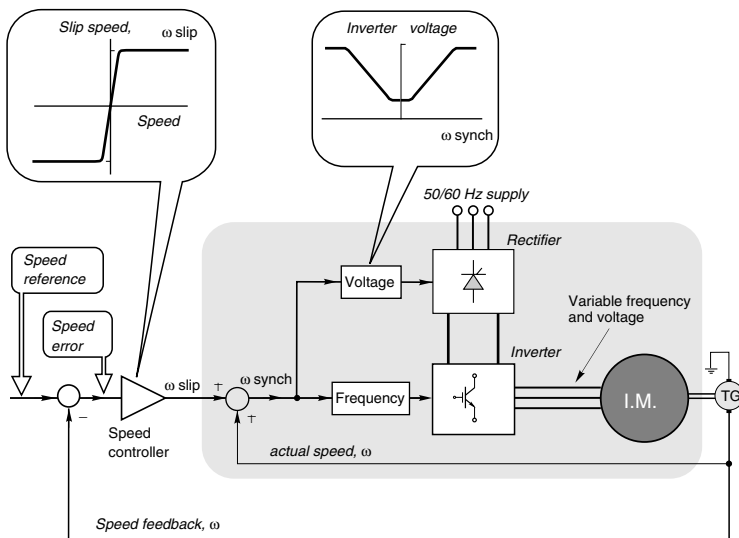 Slip speed, ω slip
Speed
Inverter voltage
ω synch
50/60 Hz supply
Rectifier
Speed
reference
Voltage
Variable frequency
and voltage
Speed
error
Inverter
ω slip
+
ω synch
Frequency
I.M.
TG
−
+
Speed
controller
actual speed, ω
Speed feedback, ω